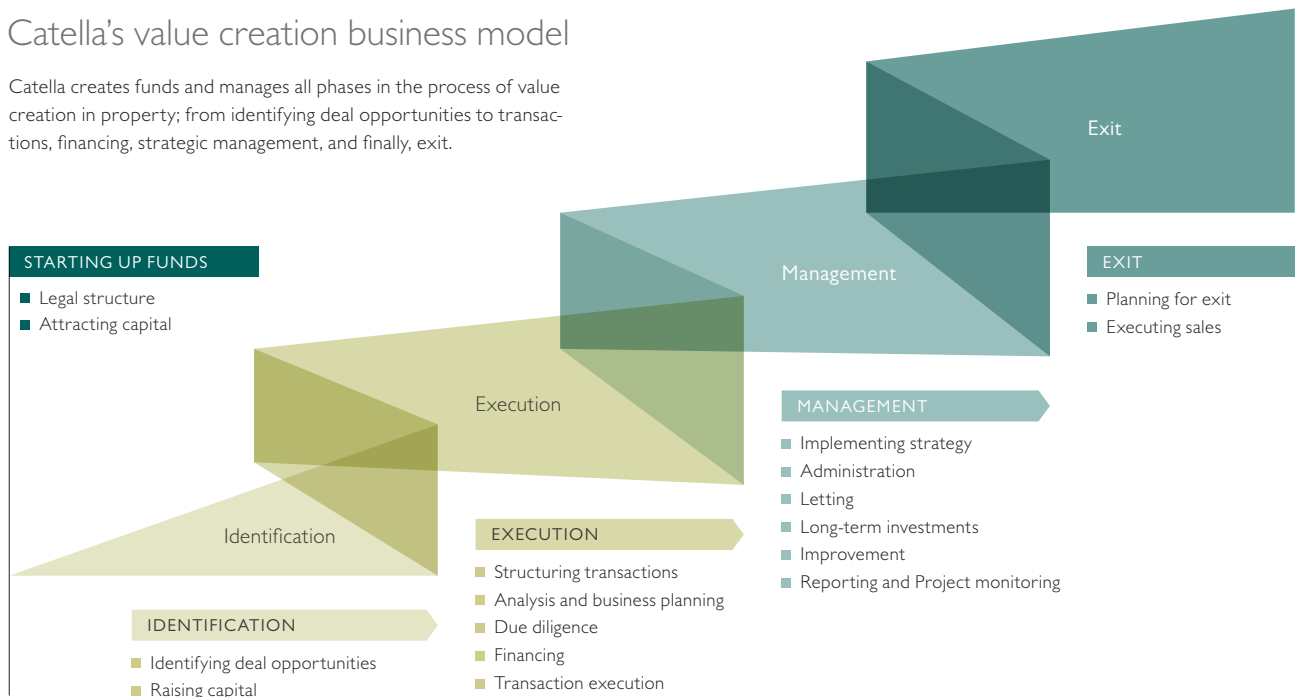 Catella’s value creation business model
Catella creates funds and manages all phases in the process of value
creation in property; from identifying deal opportunities to transac-
tions, financing, strategic management, and finally, exit.
Exit
Management
Execution
Identification
STARTING UP FUNDS
Legal structure
Attracting capital
IDENTIFICATION
Identifying deal opportunities
Raising capital
EXECUTION
Structuring transactions
Analysis and business planning
Due diligence
Financing
Transaction execution
MANAGEMENT
Implementing strategy
Administration
Letting
Long-term investments
Improvement
Reporting and Project monitoring
EXIT
Planning for exit
Executing sales